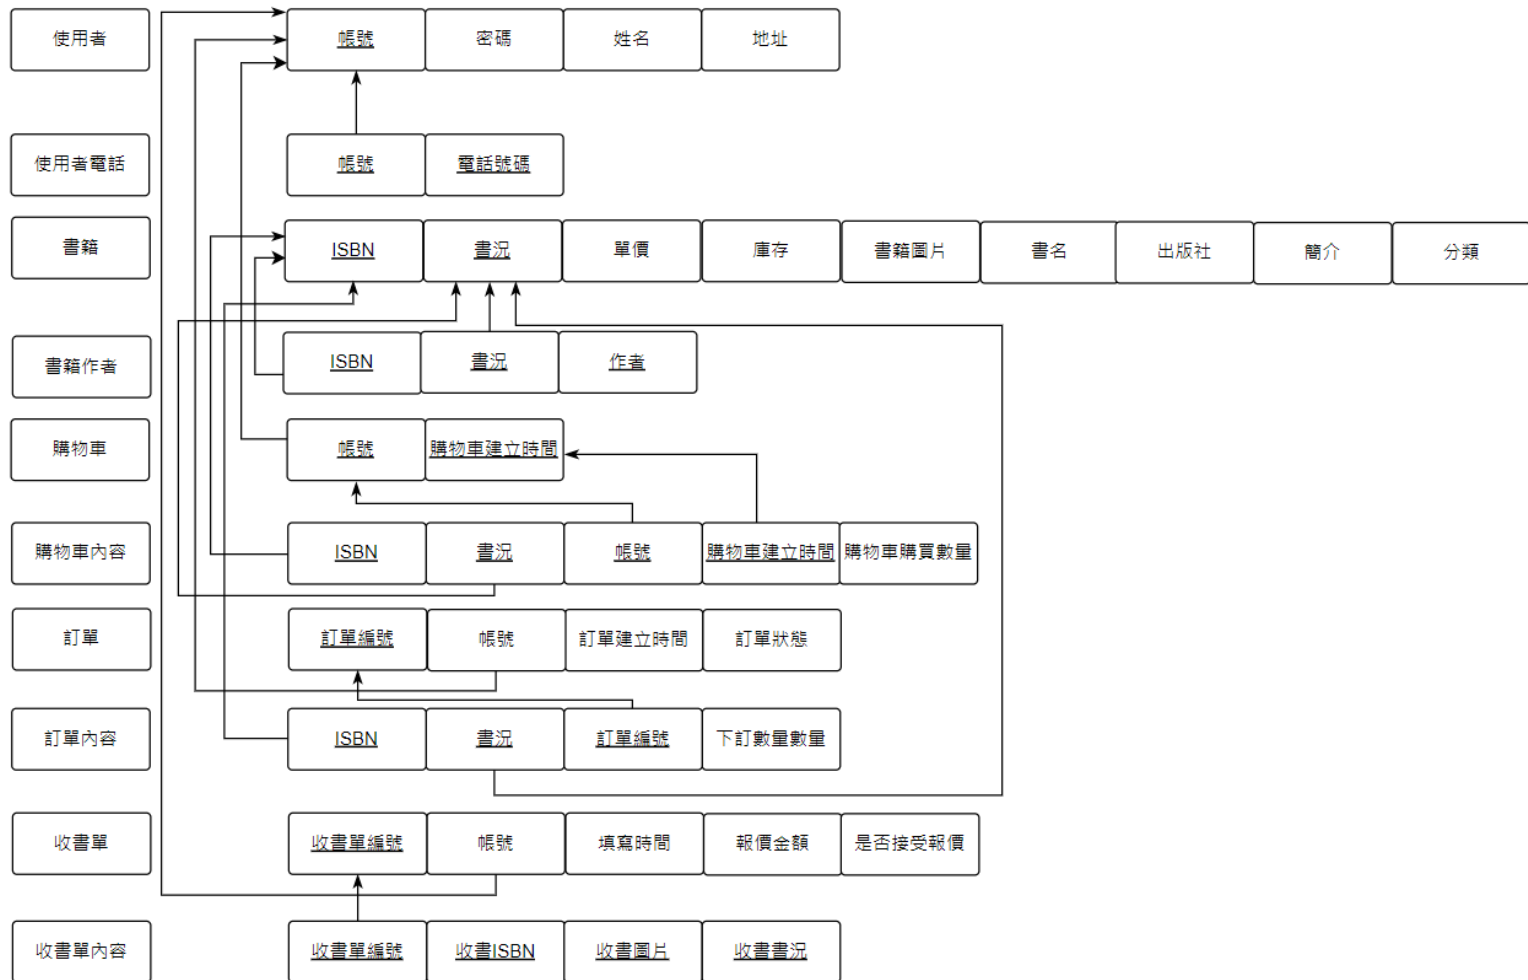 使用者 帳號 密碼 姓名 地址
使用者電話 帳號 電話號碼
書籍 ISBN 書況 單價 庫存 書籍圖片 書名 出版社 簡介 分類
書籍作者 ISBN 書況 作者
購物車 帳號 購物車建立時間
購物車內容 ISBN 書況 帳號 購物車建立時間 購物車購買數量
訂單 訂單編號 帳號 訂單建立時間 訂單狀態
訂單內容 ISBN 書況 訂單編號 下訂數量數量
收書單 收書單編號 帳號 填寫時間 報價金額 是否接受報價
收書單內容 收書單編號 收書ISBN 收書圖片 收書書況